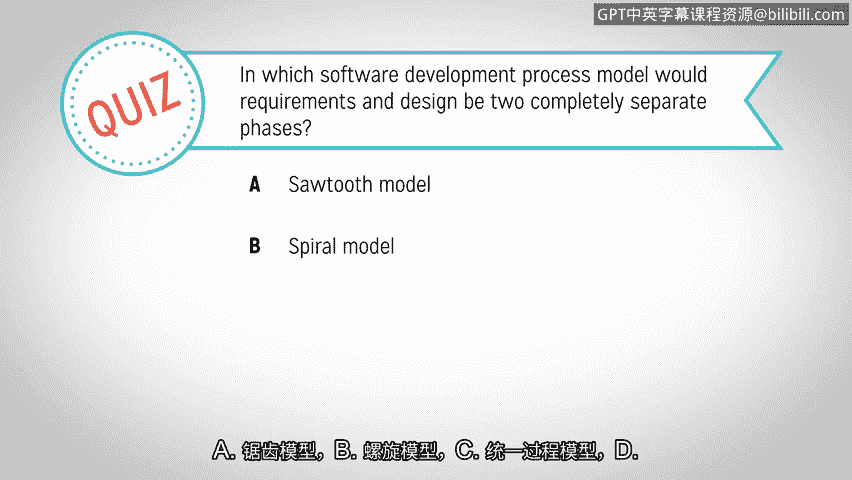 GPT中英字幕课程资源@bilibili.com
QUIZ
In which software development process model would
requirements and design be two completely separate
phases?
A Sawtooth model
B Spiral model
A. 锯齿模型，B. 螺旋模型，C. 统一过程模型，D.